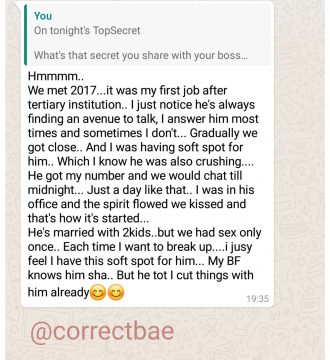 You
On tonight's TopSecret
What's that secret you share with your boss...
Hmmmm..
We met 2017...it was my first job after
tertiary institution.. I just notice he's always
finding an avenue to talk, I answer him most
times and sometimes I don't... Gradually we
got close.. And I was having soft spot for
him.. Which I know he was also crushing....
He got my number and we would chat till
midnight... Just a day like that.. I was in his
office and the spirit flowed we kissed and
that's how it's started...
He's married with 2kids..but we had sex only
once.. Each time I want to break up....i jusy
feel I have this soft spot for him... My BF
knows him sha.. But he tot I cut things with
him already😊😊
19:35
@correctbae